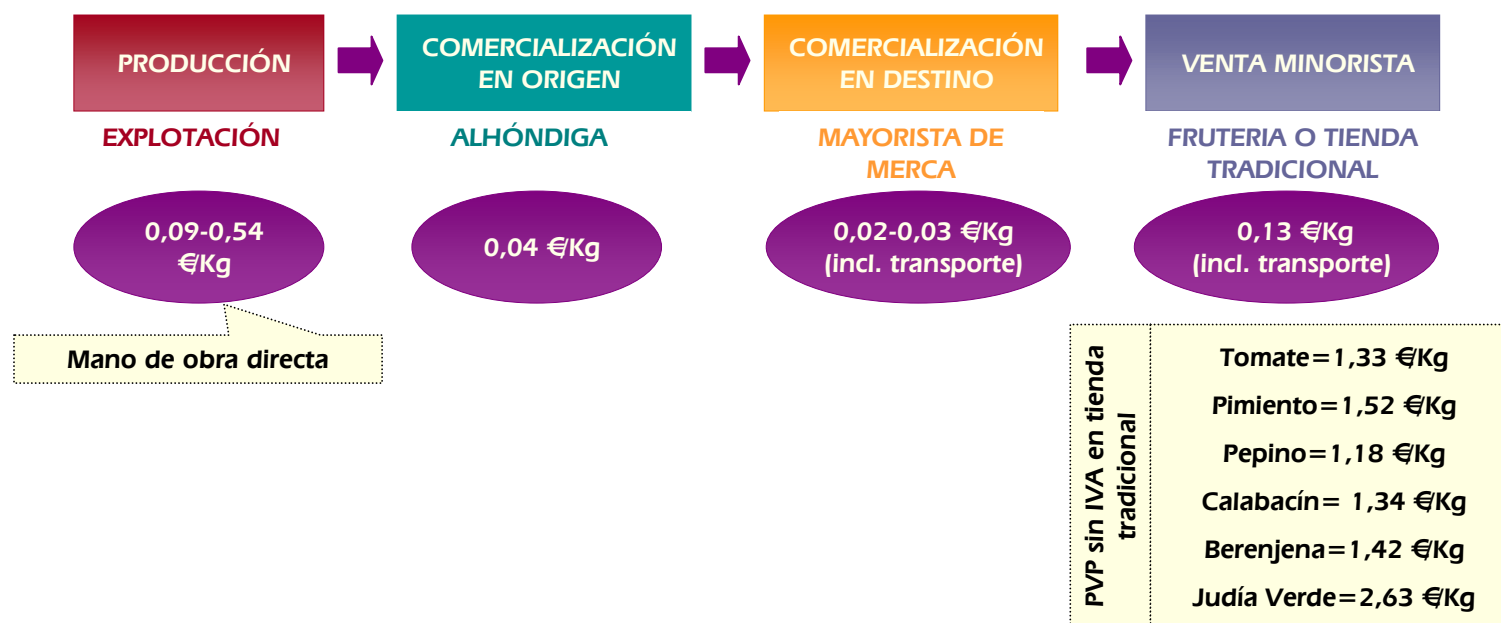 PRODUCCIÓN
COMERCIALIZACIÓN
EN ORIGEN
COMERCIALIZACIÓN
EN DESTINO
VENTA MINORISTA
EXPLOTACIÓN
ALHÓNDIGA
MAYORISTA DE
MERCA
FRUTERIA O TIENDA
TRADICIONAL
0,09-0,54
€/Kg
0,04 €/Kg
0,02-0,03 €/Kg
(incl. transporte)
0,13 €/Kg
(incl. transporte)
Mano de obra directa
PVP sin IVA en tienda
tradicional
Tomate=1,33 €/Kg
Pimiento=1,52 €/Kg
Pepino=1,18 €/Kg
Calabacín= 1,34 €/Kg
Berenjena=1,42 €/Kg
Judía Verde=2,63 €/Kg